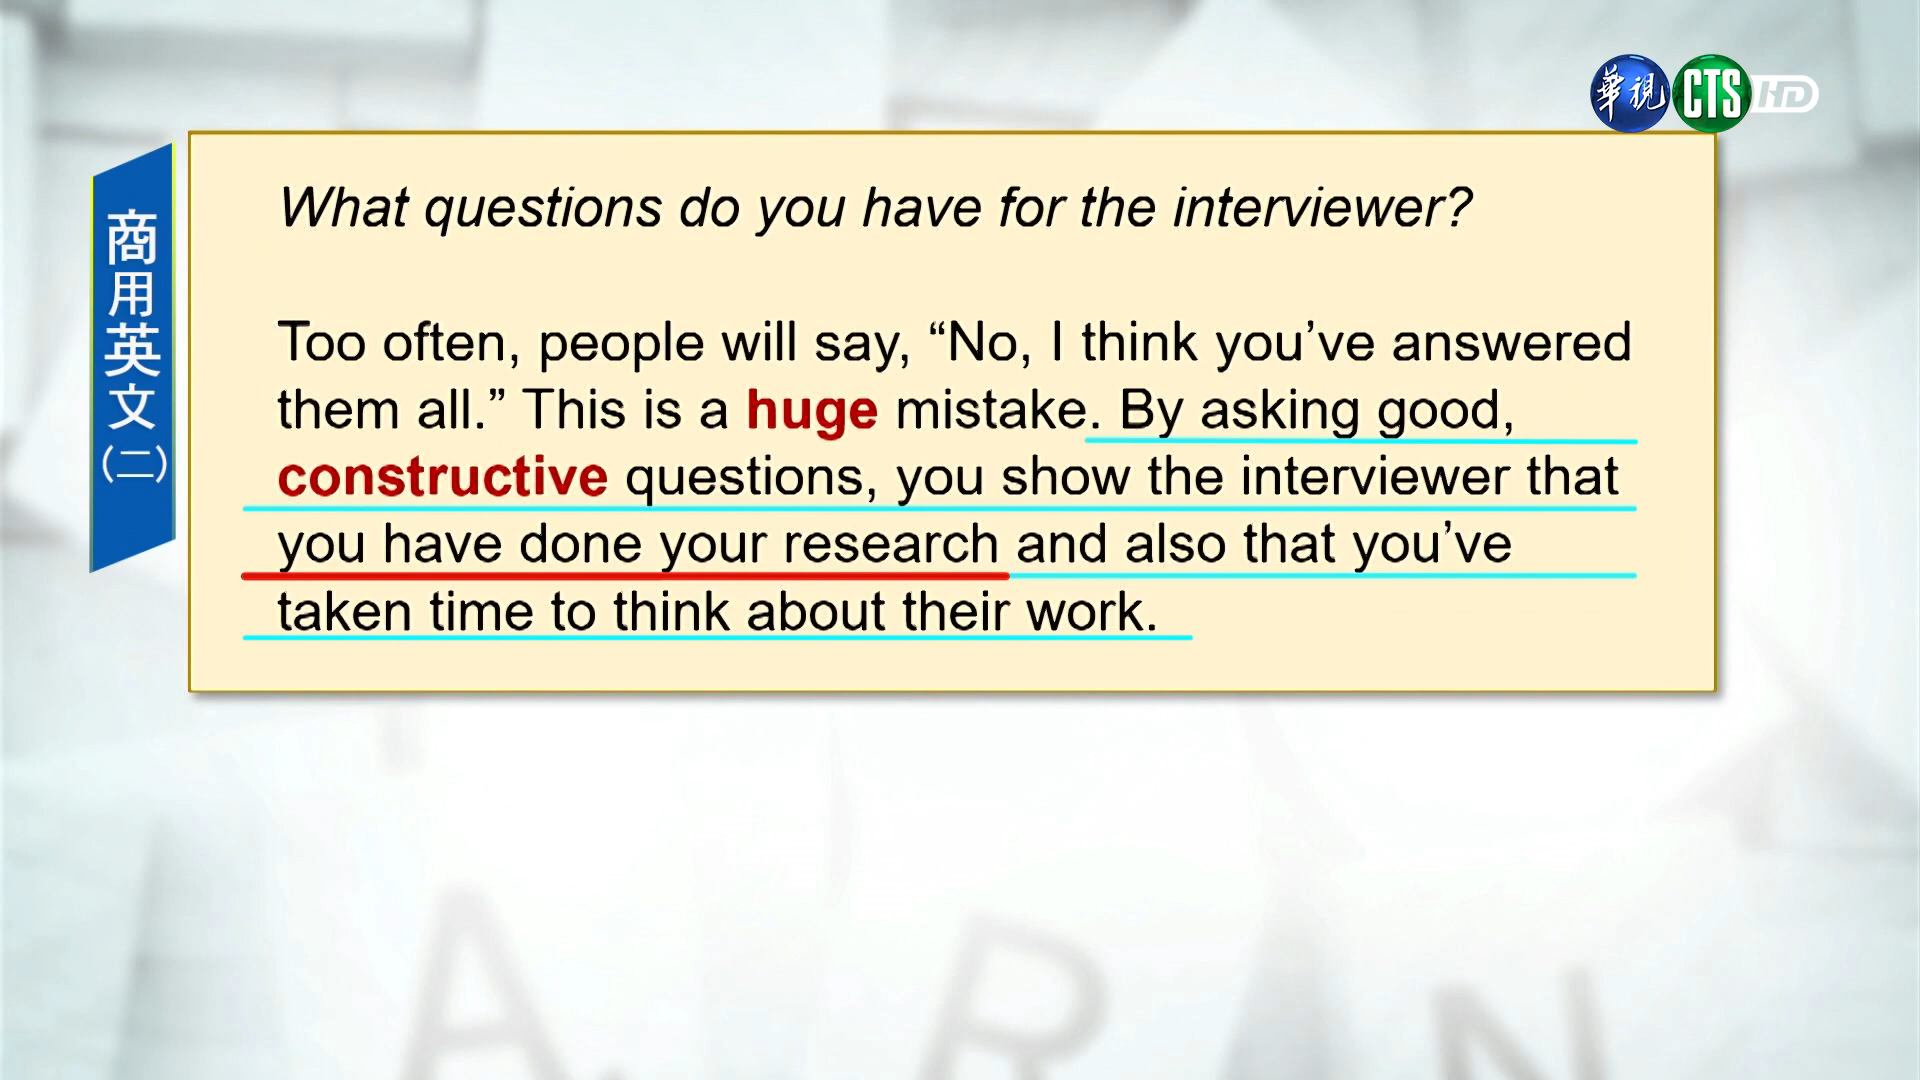 華視 CTS HD
商用英文(二)
What questions do you have for the interviewer?
Too often, people will say, “No, I think you’ve answered
them all.” This is a huge mistake. By asking good,
constructive questions, you show the interviewer that
you have done your research and also that you’ve
taken time to think about their work.
A R N